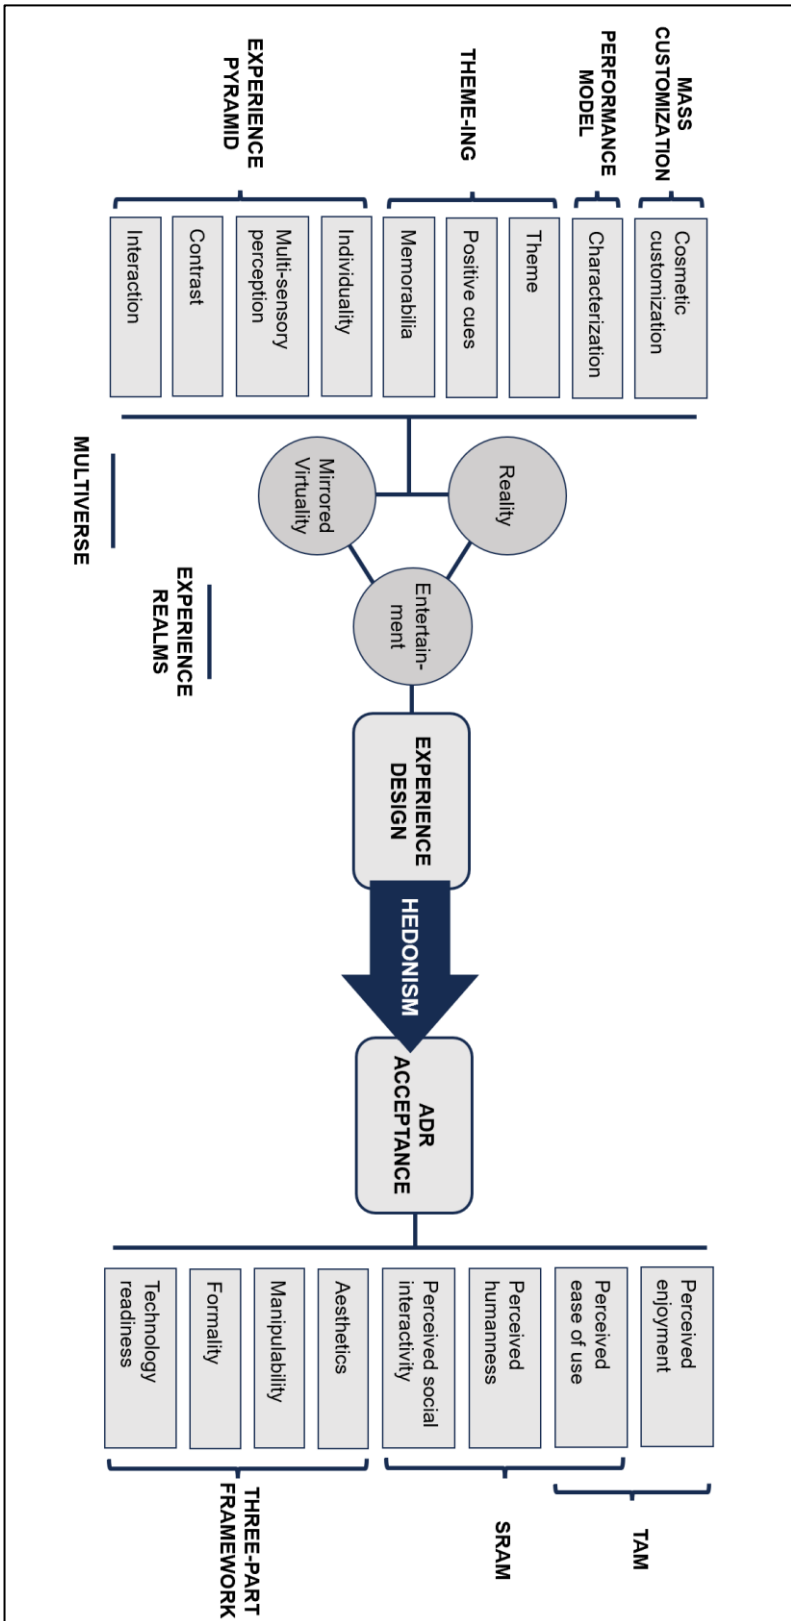 MASS
CUSTOMIZATION
PERFORMANCE
MODEL
THEME-ING
EXPERIENCE
PYRAMID
Cosmetic
customization
Characterization
Theme
Positive cues
Memorabilia
Individuality
Multi-sensory
perception
Contrast
Interaction
Reality
Mirrored
Virtuality
MULTIVERSE
Entertain-
ment
EXPERIENCE
REALMS
EXPERIENCE
DESIGN
HEDONISM
ADR
ACCEPTANCE
Perceived
enjoyment
Perceived
ease of use
Perceived
humanness
Perceived social
interactivity
Aesthetics
Manipulability
Formality
Technology
readiness
TAM
SRAM
THREE-PART
FRAMEWORK